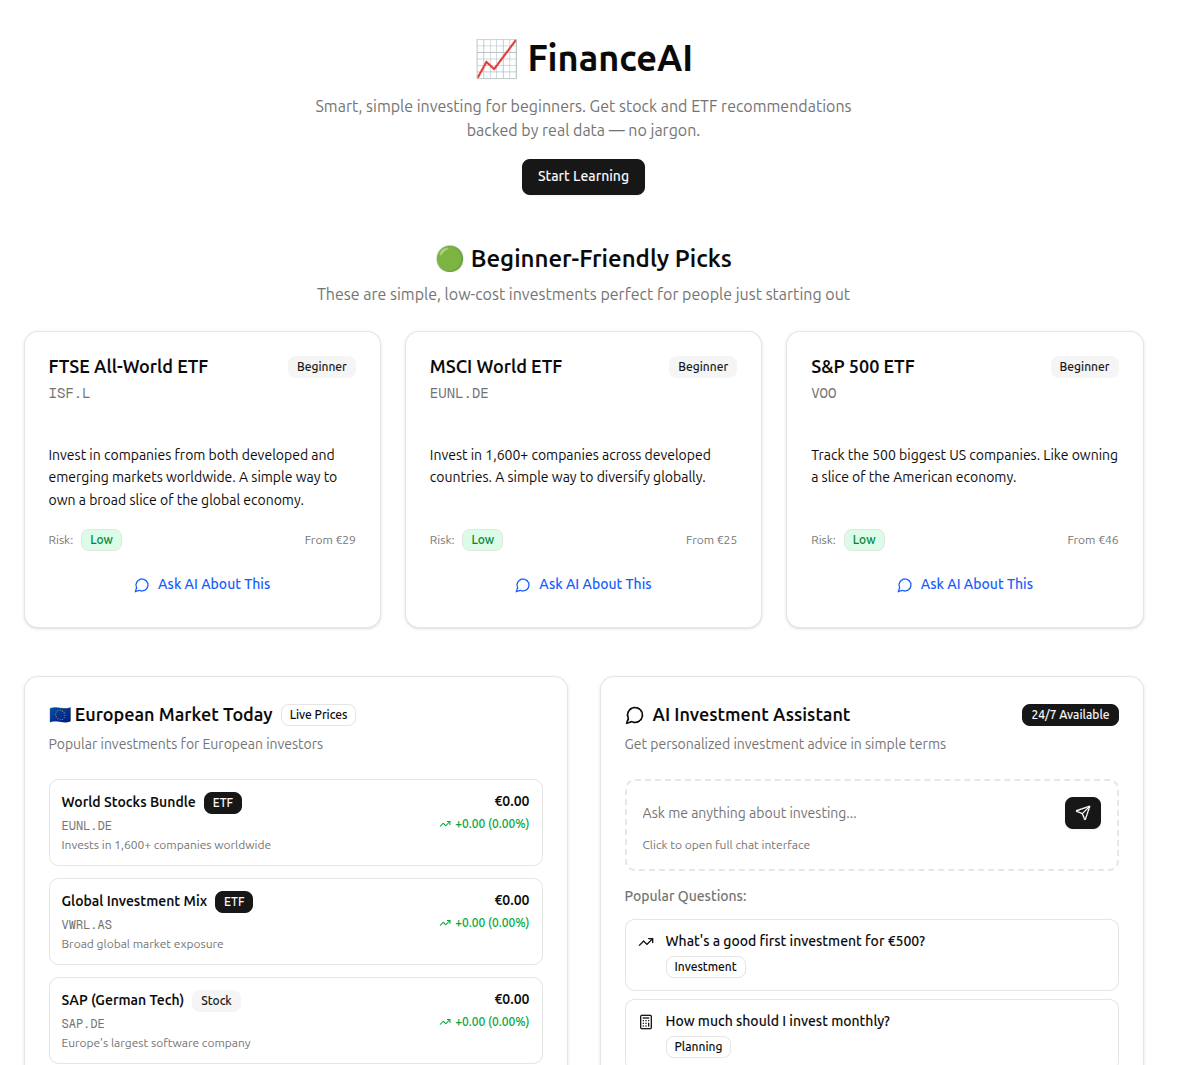 FinanceAI
Smart, simple investing for beginners. Get stock and ETF recommendations
backed by real data — no jargon.
Start Learning
Beginner-Friendly Picks
These are simple, low-cost investments perfect for people just starting out
FTSE All-World ETF
Beginner
ISF.L
Invest in companies from both developed and
emerging markets worldwide. A simple way to
own a broad slice of the global economy.
Risk: Low
From €29
Ask AI About This
MSCI World ETF
Beginner
EUNL.DE
Invest in 1,600+ companies across developed
countries. A simple way to diversify globally.
Risk: Low
From €25
Ask AI About This
S&P 500 ETF
Beginner
VOO
Track the 500 biggest US companies. Like owning
a slice of the American economy.
Risk: Low
From €46
Ask AI About This
European Market Today
Live Prices
Popular investments for European investors
World Stocks Bundle
ETF
€0.00
EUNL.DE
+0.00 (0.00%)
Invests in 1,600+ companies worldwide
Global Investment Mix
ETF
€0.00
VWRL.AS
+0.00 (0.00%)
Broad global market exposure
SAP (German Tech)
Stock
€0.00
SAP.DE
+0.00 (0.00%)
Europe's largest software company
AI Investment Assistant
24/7 Available
Get personalized investment advice in simple terms
Ask me anything about investing...
Click to open full chat interface
Popular Questions:
What's a good first investment for €500?
Investment
How much should I invest monthly?
Planning